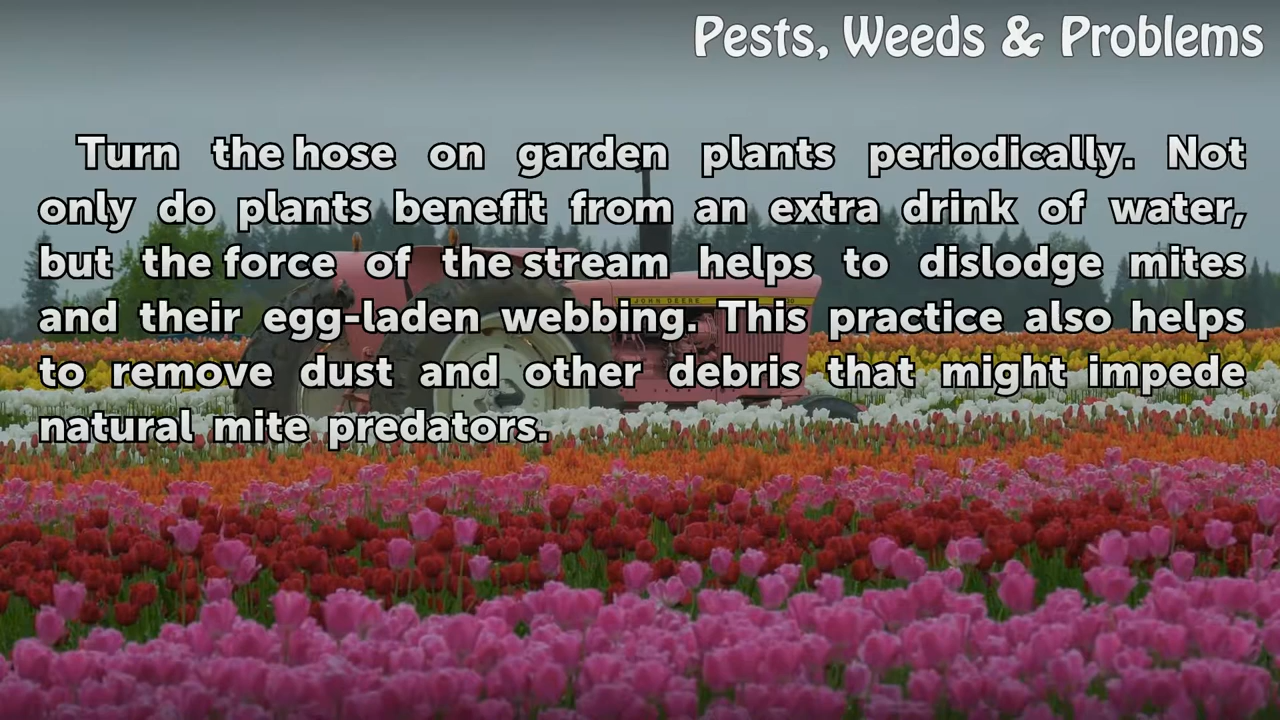 Pests, Weeds & Problems
Turn the hose on garden plants periodically. Not
only do plants benefit from an extra drink of water,
but the force of the stream helps to dislodge mites
and their egg-laden webbing. This practice also helps
to remove dust and other debris that might impede
natural mite predators.
JOHN DEERE